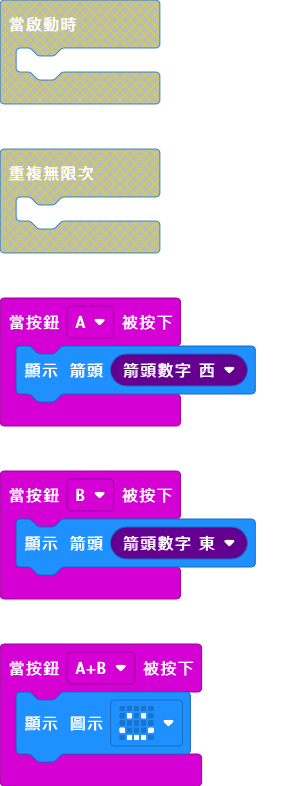 當啟動時
重複無限次
當按鈕 A 被按下
顯示 箭頭 箭頭數字 西
當按鈕 B 被按下
顯示 箭頭 箭頭數字 東
當按鈕 A+B 被按下
顯示 圖示